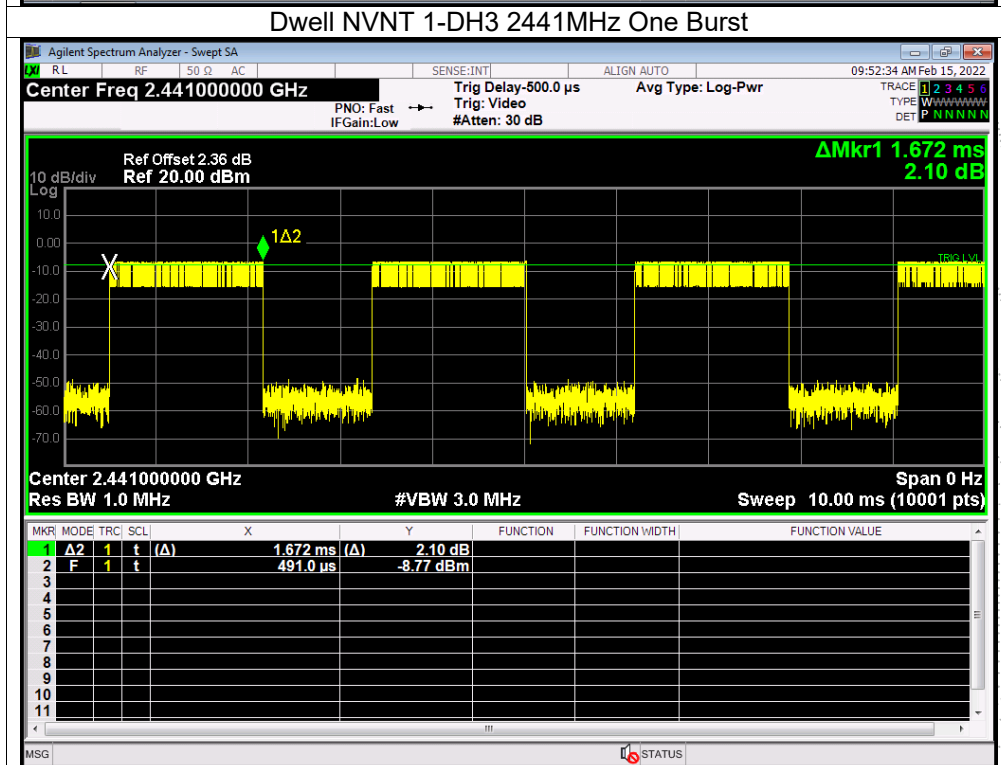 Dwell NVNT 1-DH3 2441MHz One Burst
Agilent Spectrum Analyzer - Swept SA
LXI RL RF 50 Ω AC SENSE:INT ALIGN AUTO 09:52:34 AM Feb 15, 2022
Center Freq 2.441000000 GHz
Trig Delay-500.0 µs Avg Type: Log-Pwr TRACE 1 2 3 4 5 6
PNO: Fast Trig: Video TYPE WWWWWW
IFGain:Low #Atten: 30 dB DET P N N N N N
ΔMkr1 1.672 ms
2.10 dB
Ref Offset 2.36 dB
10 dB/div Ref 20.00 dBm
Log
10.0
1Δ2
0.00
TRIG LVL
-10.0
-20.0
-30.0
-40.0
-50.0
-60.0
-70.0
Center 2.441000000 GHz Span 0 Hz
Res BW 1.0 MHz #VBW 3.0 MHz Sweep 10.00 ms (10001 pts)
MKR MODE TRC SCL X Y FUNCTION FUNCTION WIDTH FUNCTION VALUE
1 Δ2 1 t (Δ) 1.672 ms (Δ) 2.10 dB
2 F 1 t 491.0 µs -8.77 dBm
3
4
5
6
7
8
9
10
11
MSG STATUS